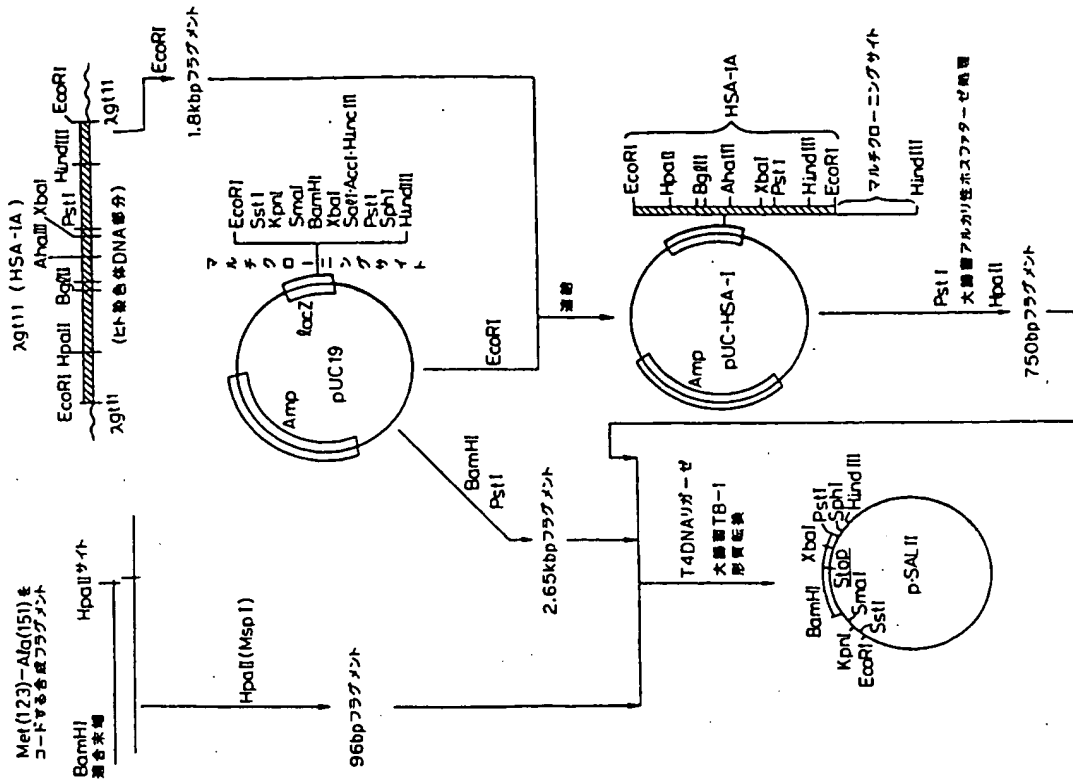 Met(123)-Ala(151)を
コードする合成フラグメント
BamHI
適合末端
HpaIIサイト
HpaII(MspI)
96bpフラグメント
λgt11 (HSA-IA)
EcoRI HpaII BglII AhaIII XbaI
PstI HindIII EcoRI
λgt11
(ヒト染色体DNA部分)
λgt11
EcoRI
1.8kbpフラグメント
マルチクローニングサイト
EcoRI
SstI
KpnI
SmaI
BamHI
XbaI
SalI・AccI・HincIII
PstI
SphI
HindIII
lacZ
Amp
pUC19
BamHI
PstI
2.65kbpフラグメント
EcoRI
連結
HSA-IA
EcoRI
HpaII
BglII
AhaIII
XbaI
PstI
HindIII
EcoRI
マルチクローニングサイト
HindIII
Amp
pUC-HSA-I
PstI
大腸菌アルカリ性ホスファターゼ処理
HpaII
750bpフラグメント
T4DNAリガーゼ
大腸菌TB-1
形質転換
BamHI
XbaI
PstI
SphI
HindIII
Stop
KpnI
SmaI
EcoRI
SstI
p・SALII